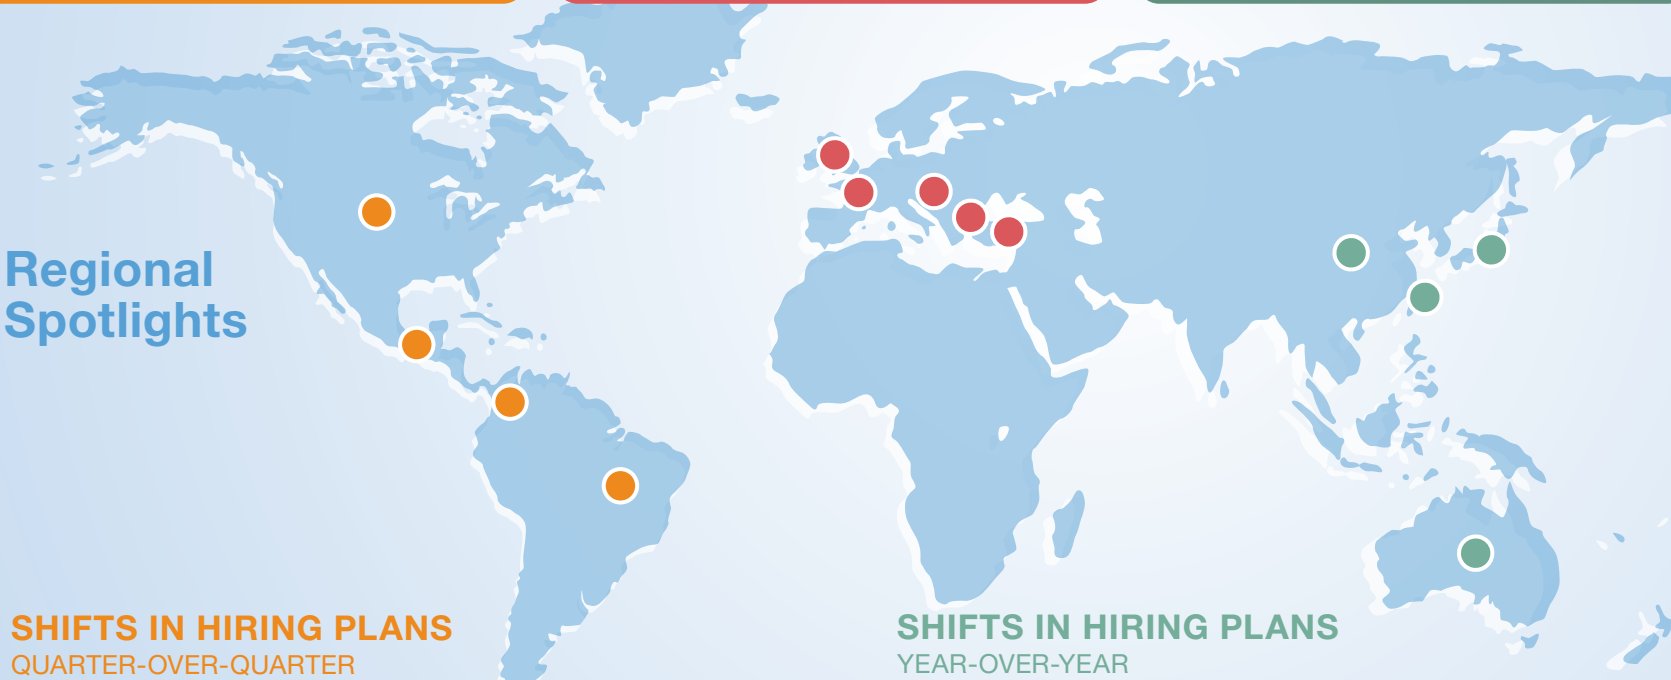 Regional
Spotlights
SHIFTS IN HIRING PLANS
QUARTER-OVER-QUARTER
SHIFTS IN HIRING PLANS
YEAR-OVER-YEAR